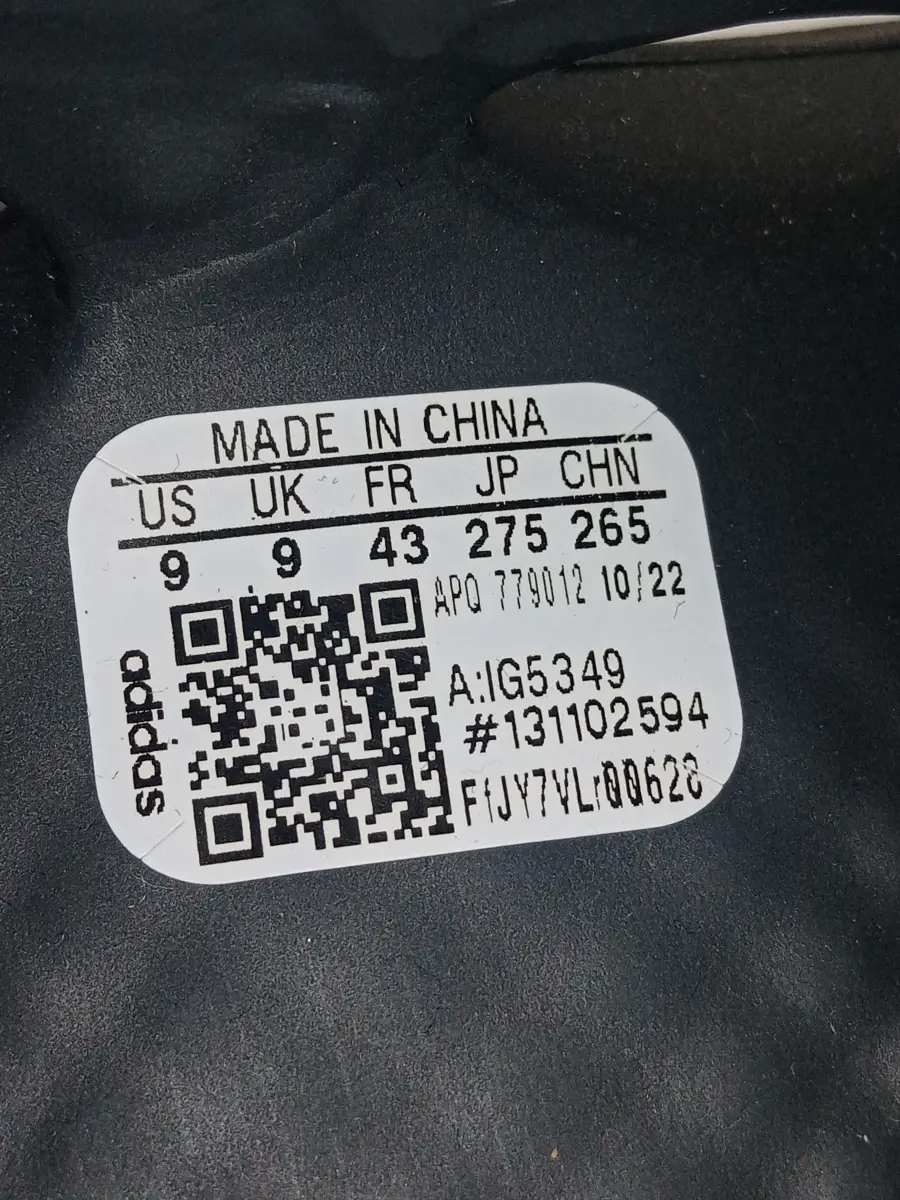 MADE IN CHINA
US UK FR JP CHN
9 9 43 275 265
APQ 779012 10/22
A:IG5349
#131102594
FfJY7VLr00628
adidas